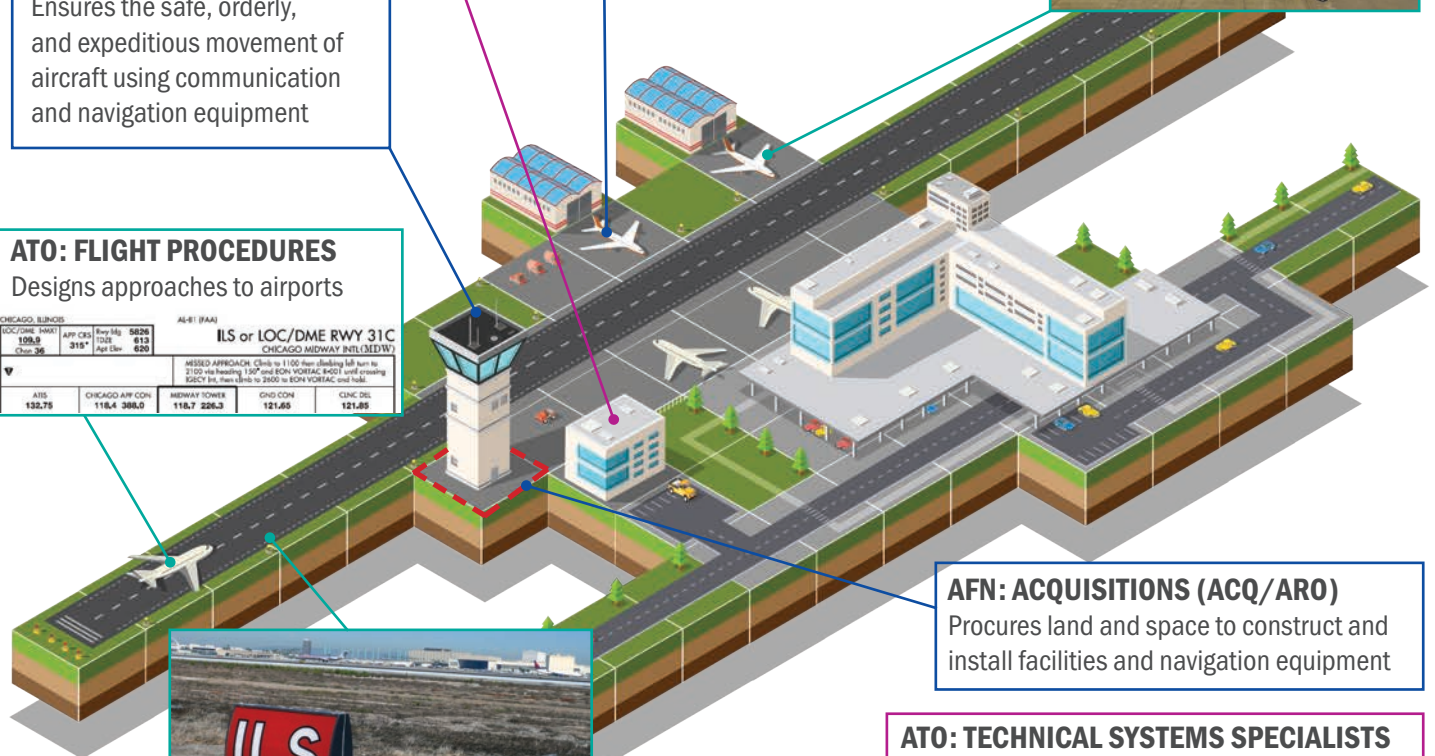 Ensures the safe, orderly,
and expeditious movement of
aircraft using communication
and navigation equipment
ATO: FLIGHT PROCEDURES
Designs approaches to airports
CHICAGO, ILLINOIS
AL-81 (FAA)
LOC/DME I-MXT
109.9
Chan 36
APP CRS
315°
Rwy ldg 5826
TDZE 613
Apt Elev 620
ILS or LOC/DME RWY 31C
CHICAGO MIDWAY INTL (MDW)
MISSED APPROACH: Climb to 1100 then climbing left turn to
2100 via heading 150° and EON VORTAC R-001 until crossing
IGECY Int, then climb to 2600 to EON VORTAC and hold.
ATIS
132.75
CHICAGO APP CON
118.4 388.0
MIDWAY TOWER
118.7 226.3
GND CON
121.65
CLNC DEL
121.85
AFN: ACQUISITIONS (ACQ/ARO)
Procures land and space to construct and
install facilities and navigation equipment
ILS
ATO: TECHNICAL SYSTEMS SPECIALISTS